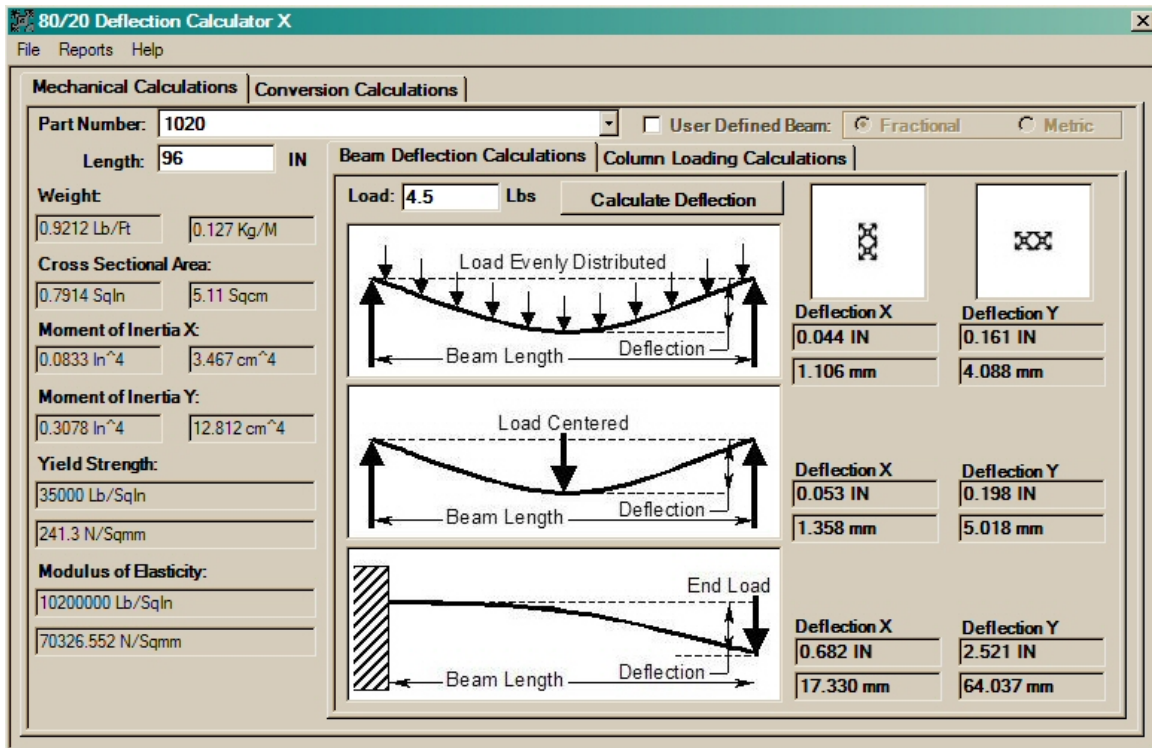 80/20 Deflection Calculator X
File Reports Help
Mechanical Calculations Conversion Calculations
Part Number: 1020 User Defined Beam: Fractional Metric
Length: 96 IN
Beam Deflection Calculations Column Loading Calculations
Weight:
0.9212 Lb/Ft 0.127 Kg/M
Cross Sectional Area:
0.7914 SqIn 5.11 Sqcm
Moment of Inertia X:
0.0833 In^4 3.467 cm^4
Moment of Inertia Y:
0.3078 In^4 12.812 cm^4
Yield Strength:
35000 Lb/SqIn
241.3 N/Sqmm
Modulus of Elasticity:
10200000 Lb/SqIn
70326.552 N/Sqmm
Load: 4.5 Lbs Calculate Deflection
Load Evenly Distributed
Deflection
Beam Length
Deflection X Deflection Y
0.044 IN 0.161 IN
1.106 mm 4.088 mm
Load Centered
Deflection
Beam Length
Deflection X Deflection Y
0.053 IN 0.198 IN
1.358 mm 5.018 mm
End Load
Deflection
Beam Length
Deflection X Deflection Y
0.682 IN 2.521 IN
17.330 mm 64.037 mm